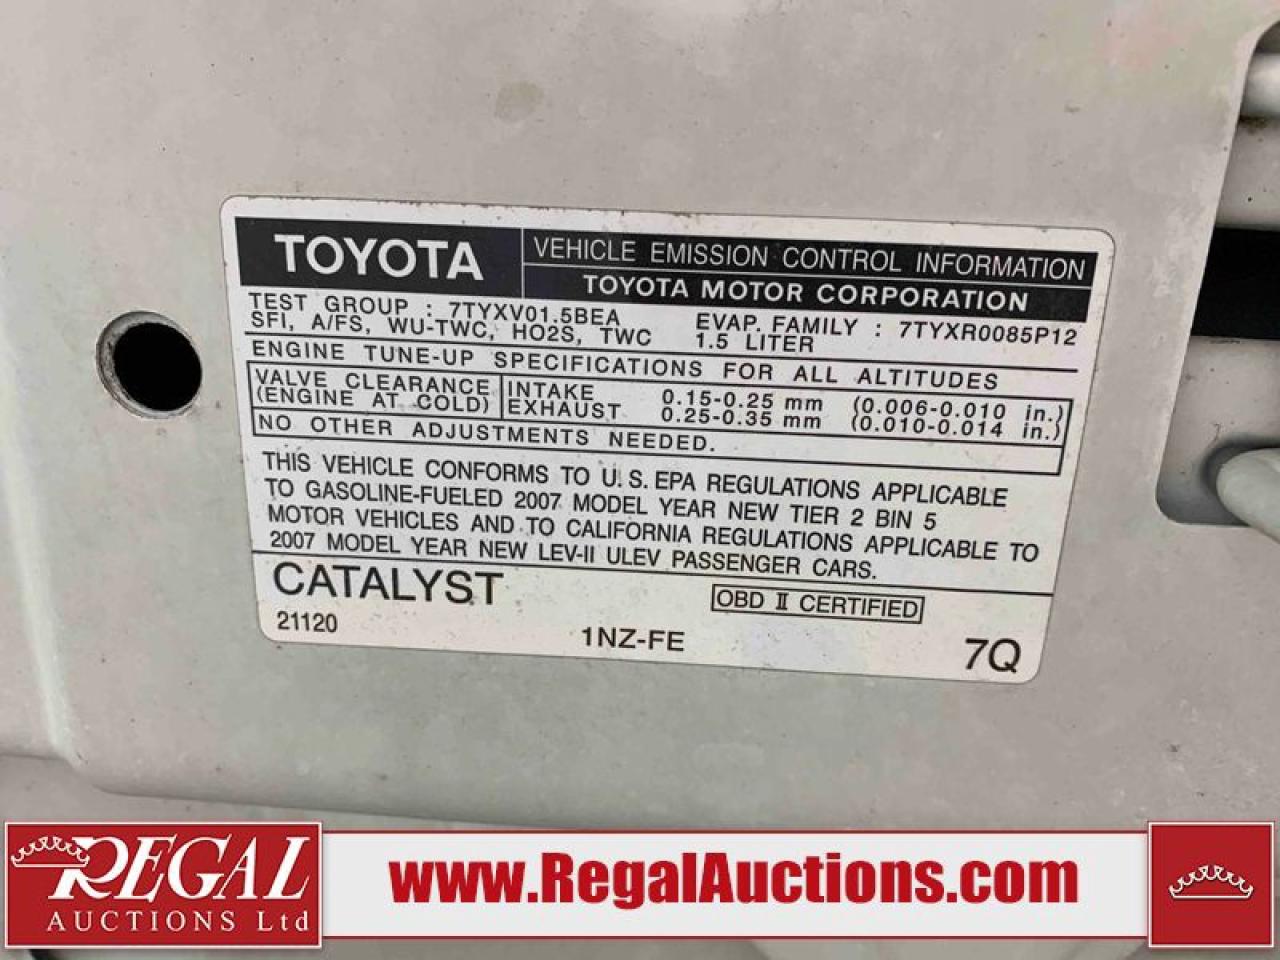 TOYOTA
VEHICLE EMISSION CONTROL INFORMATION
TOYOTA MOTOR CORPORATION
TEST GROUP : 7TYXV01.5BEA EVAP. FAMILY : 7TYXR0085P12
SFI, A/FS, WU-TWC, HO2S, TWC 1.5 LITER
ENGINE TUNE-UP SPECIFICATIONS FOR ALL ALTITUDES
VALVE CLEARANCE INTAKE 0.15-0.25 mm (0.006-0.010 in.)
(ENGINE AT COLD) EXHAUST 0.25-0.35 mm (0.010-0.014 in.)
NO OTHER ADJUSTMENTS NEEDED.
THIS VEHICLE CONFORMS TO U.S.EPA REGULATIONS APPLICABLE
TO GASOLINE-FUELED 2007 MODEL YEAR NEW TIER 2 BIN 5
MOTOR VEHICLES AND TO CALIFORNIA REGULATIONS APPLICABLE TO
2007 MODEL YEAR NEW LEV-II ULEV PASSENGER CARS.
CATALYST
OBD II CERTIFIED
21120
1NZ-FE
7Q
REGAL
AUCTIONS Ltd
www.RegalAuctions.com